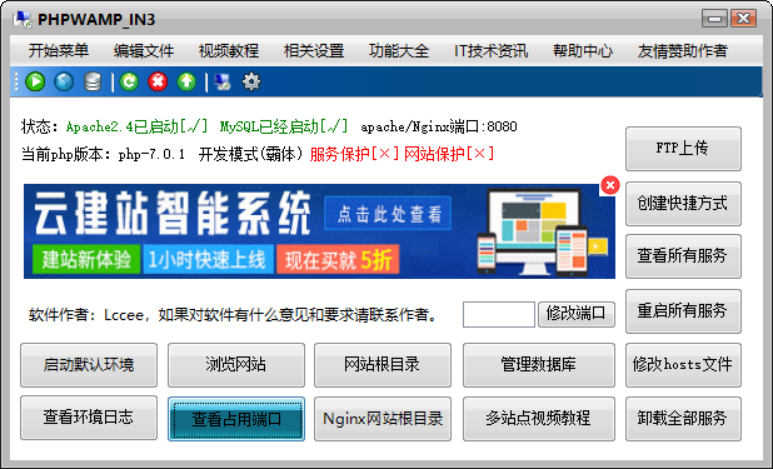 PHPWAMP_IN3
开始菜单 编辑文件 视频教程 相关设置 功能大全 IT技术资讯 帮助中心 友情赞助作者
状态：Apache2.4已启动[√] MySQL已经启动[√] apache/Nginx端口:8080
当前php版本：php-7.0.1 开发模式(霸体) 服务保护[×] 网站保护[×]
FTP上传
云建站智能系统 点击此处查看
建站新体验 1小时快速上线 现在买就5折
创建快捷方式
查看所有服务
软件作者：Lccee，如果对软件有什么意见和要求请联系作者。 修改端口 重启所有服务
启动默认环境 浏览网站 网站根目录 管理数据库 修改hosts文件
查看环境日志 查看占用端口 Nginx网站根目录 多站点视频教程 卸载全部服务